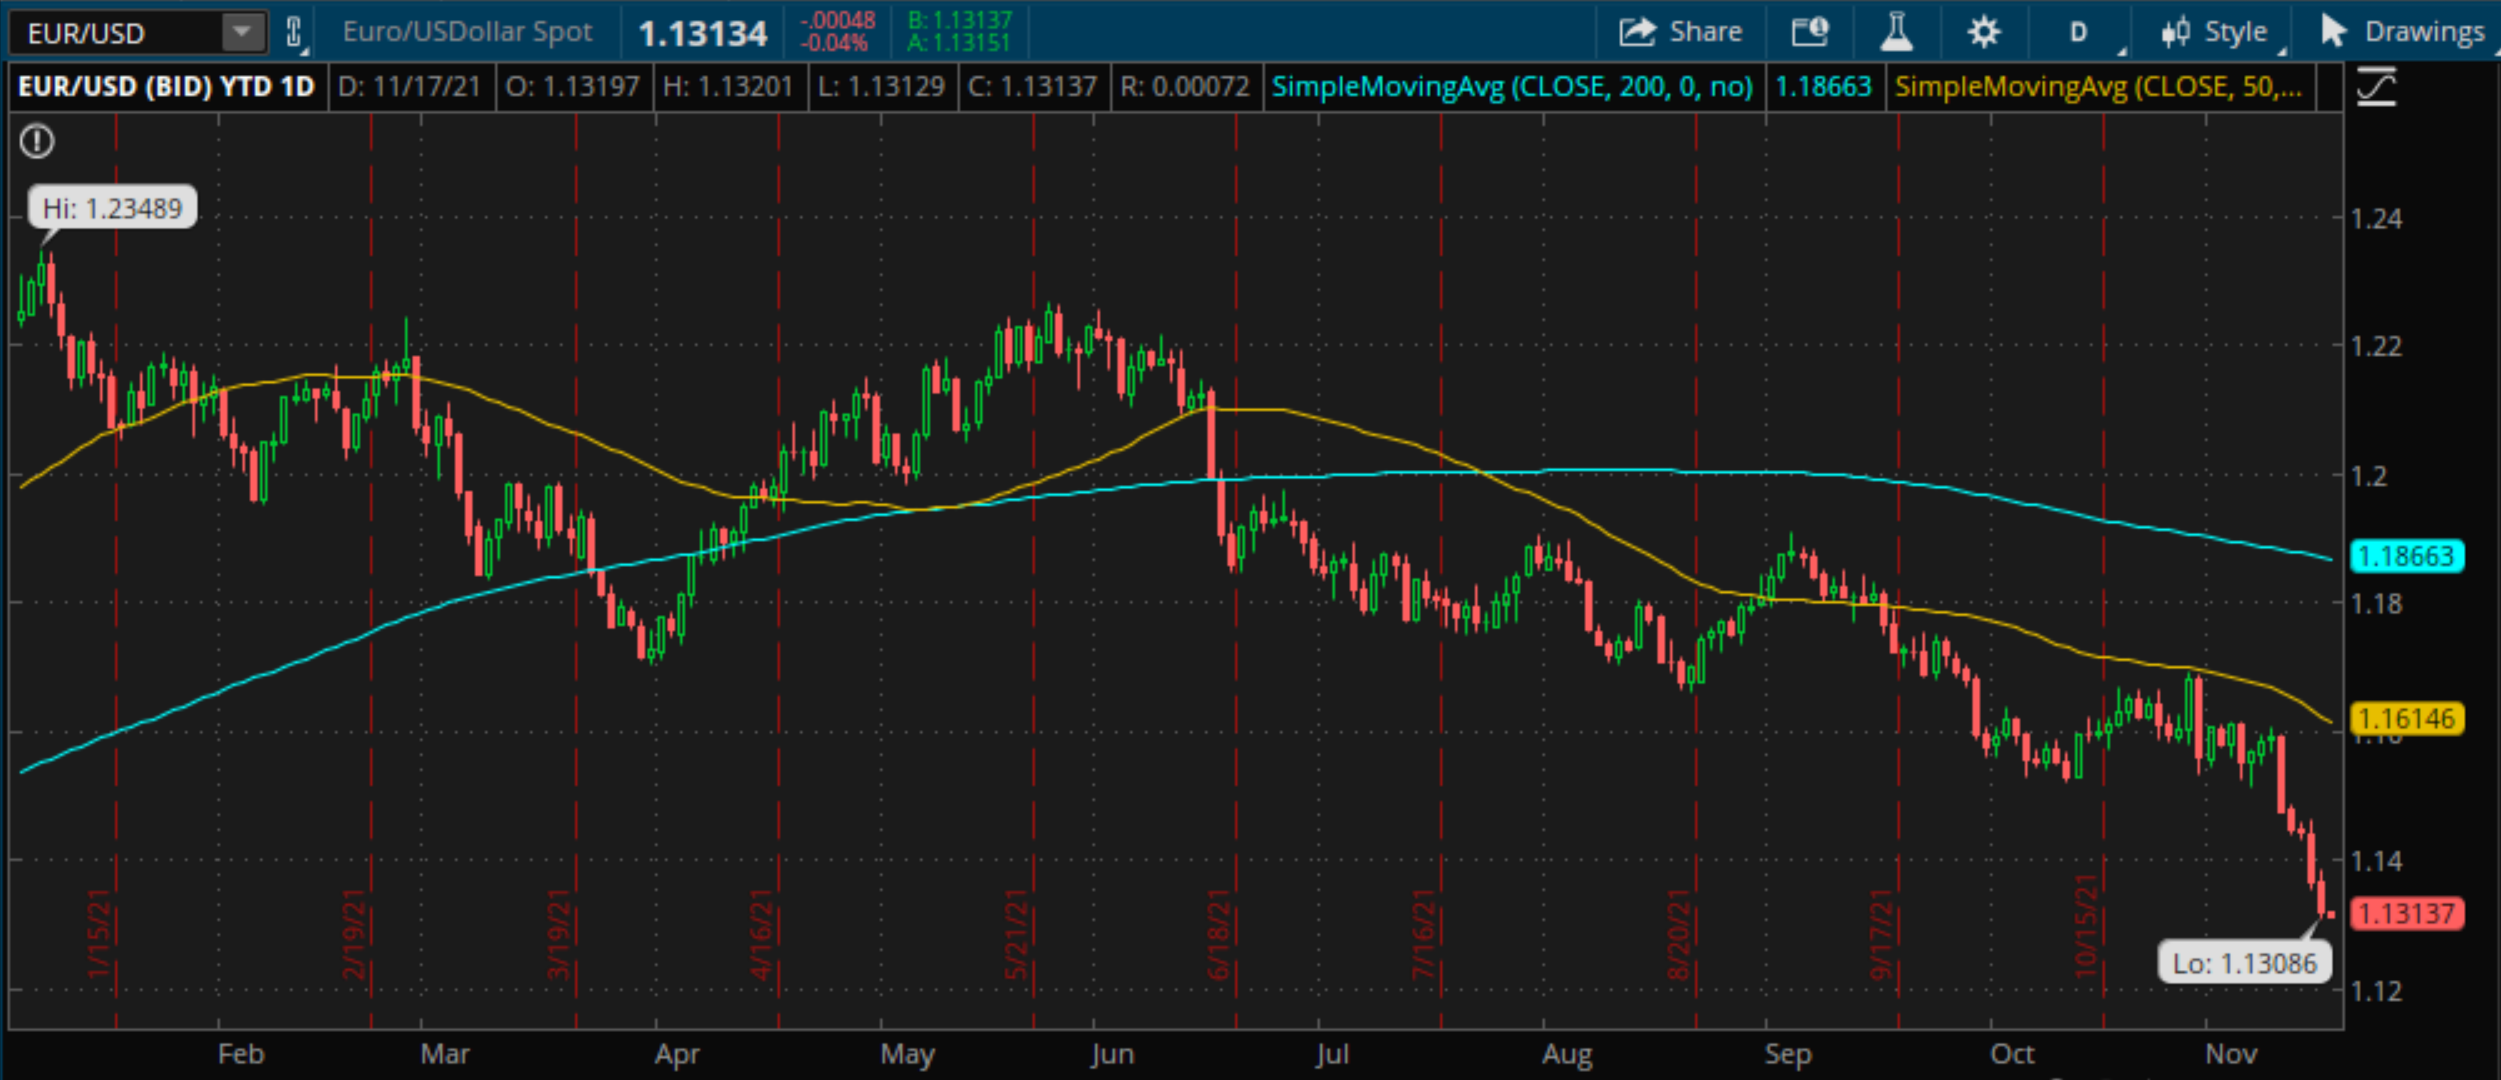 EUR/USD
Euro/USDollar Spot
1.13134
-.00048
-0.04%
B: 1.13137
A: 1.13151
Share
D
Style
Drawings
EUR/USD (BID) YTD 1D
D: 11/17/21
O: 1.13197
H: 1.13201
L: 1.13129
C: 1.13137
R: 0.00072
SimpleMovingAvg (CLOSE, 200, 0, no)
1.18663
SimpleMovingAvg (CLOSE, 50,...
Hi: 1.23489
1.24
1.22
1.2
1.18663
1.18
1.16146
1.16
1.14
1.13137
Lo: 1.13086
1.12
1/15/21
2/19/21
3/19/21
4/16/21
5/21/21
6/18/21
7/16/21
8/20/21
9/17/21
10/15/21
Feb
Mar
Apr
May
Jun
Jul
Aug
Sep
Oct
Nov